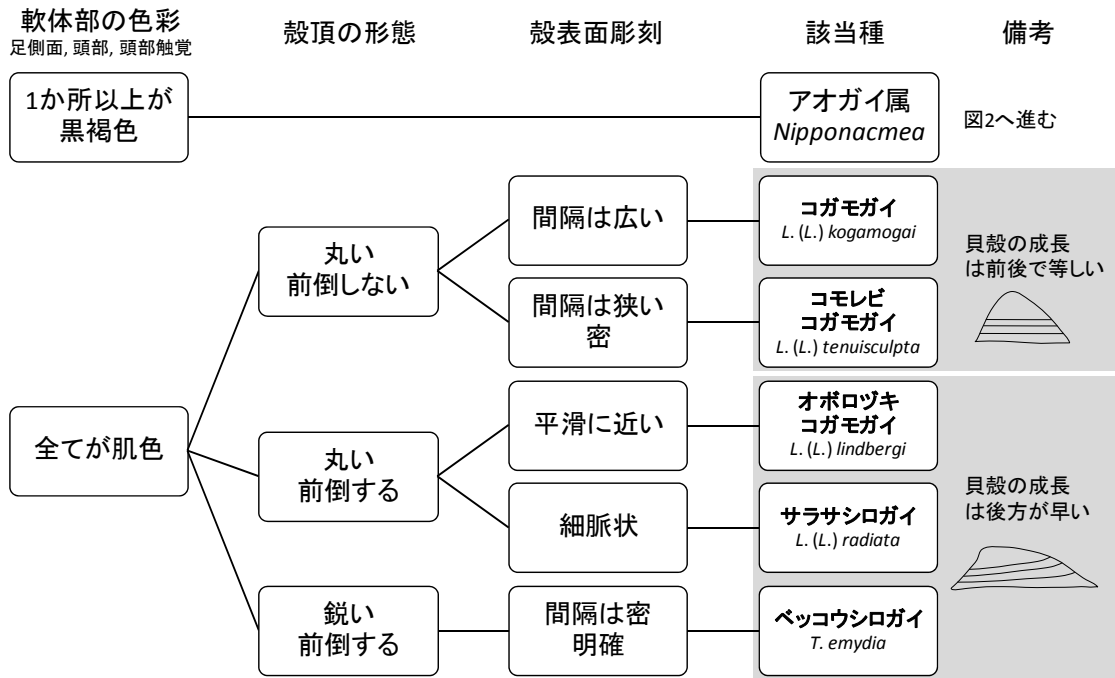 軟体部の色彩
足側面, 頭部, 頭部触覚
殻頂の形態
殻表面彫刻
該当種
備考
1か所以上が
黒褐色
アオガイ属
Nipponacmea
図2へ進む
全てが肌色
丸い
前倒しない
間隔は広い
コガモガイ
L. (L.) kogamogai
間隔は狭い
密
コモレビ
コガモガイ
L. (L.) tenuisculpta
貝殻の成長
は前後で等しい
丸い
前倒する
平滑に近い
オボロヅキ
コガモガイ
L. (L.) lindbergi
細脈状
サラサシロガイ
L. (L.) radiata
鋭い
前倒する
間隔は密
明確
ベッコウシロガイ
T. emydia
貝殻の成長
は後方が早い